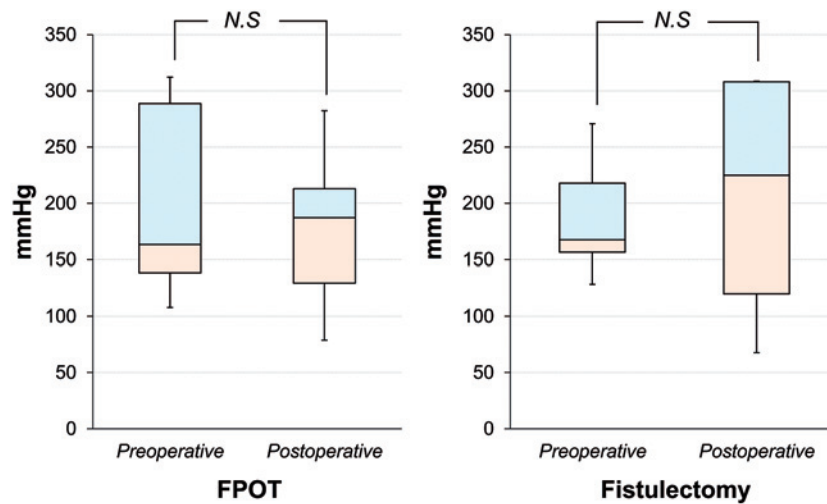 N.S
mmHg
350
300
250
200
150
100
50
0
Preoperative
Postoperative
FPOT
N.S
mmHg
350
300
250
200
150
100
50
0
Preoperative
Postoperative
Fistulectomy